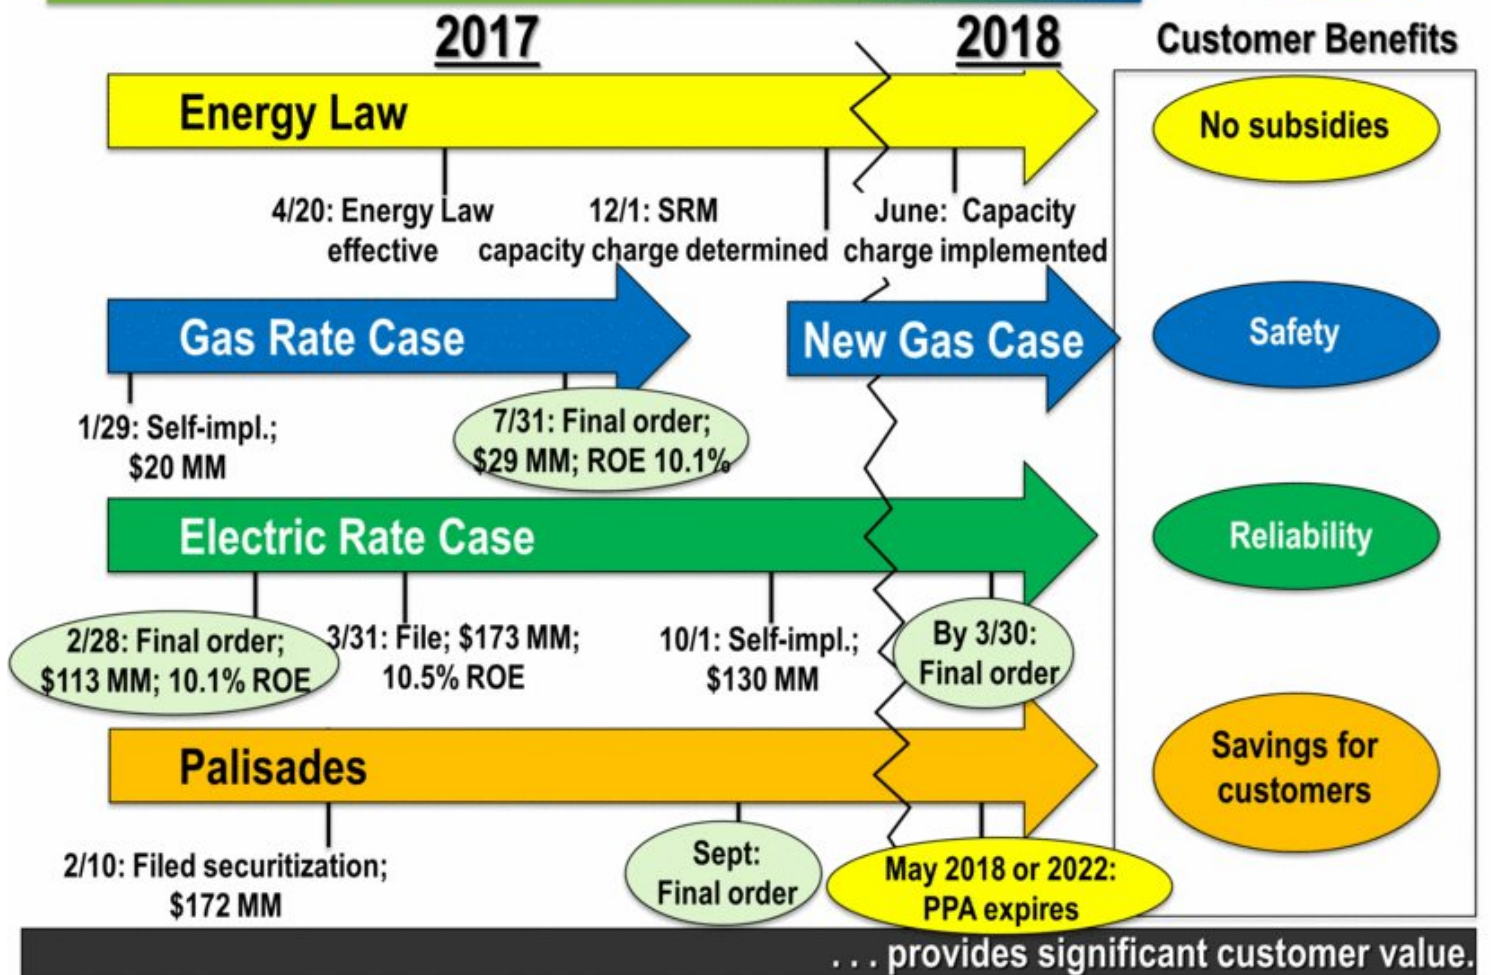 2017
2018
Customer Benefits
Energy Law
No subsidies
4/20: Energy Law
effective
12/1: SRM
capacity charge determined
June: Capacity
charge implemented
Gas Rate Case
New Gas Case
Safety
1/29: Self-impl.;
$20 MM
7/31: Final order;
$29 MM; ROE 10.1%
Electric Rate Case
Reliability
2/28: Final order;
$113 MM; 10.1% ROE
3/31: File; $173 MM;
10.5% ROE
10/1: Self-impl.;
$130 MM
By 3/30:
Final order
Palisades
Savings for
customers
2/10: Filed securitization;
$172 MM
Sept:
Final order
May 2018 or 2022:
PPA expires
. . . provides significant customer value.